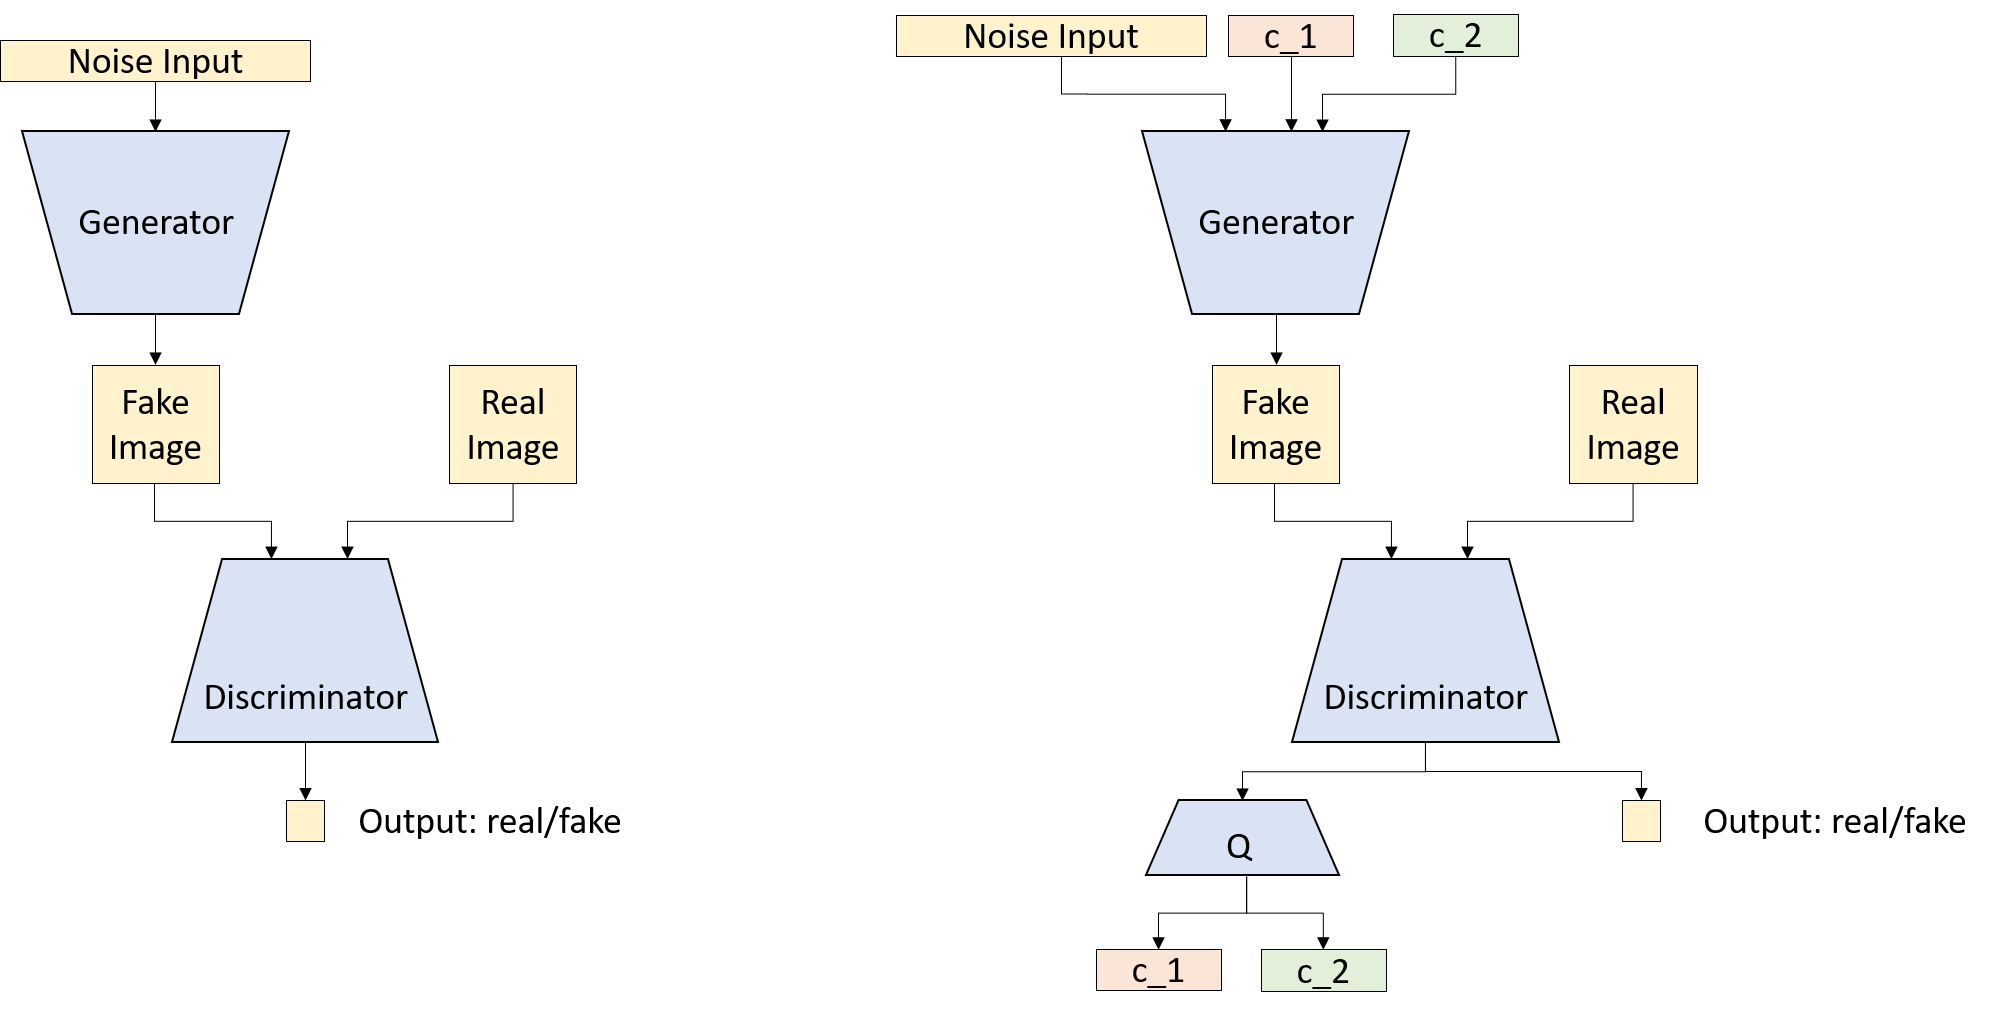 Noise Input
Generator
Fake
Image
Real
Image
Discriminator
Output: real/fake
Noise Input
c_1
c_2
Generator
Fake
Image
Real
Image
Discriminator
Q
Output: real/fake
c_1
c_2